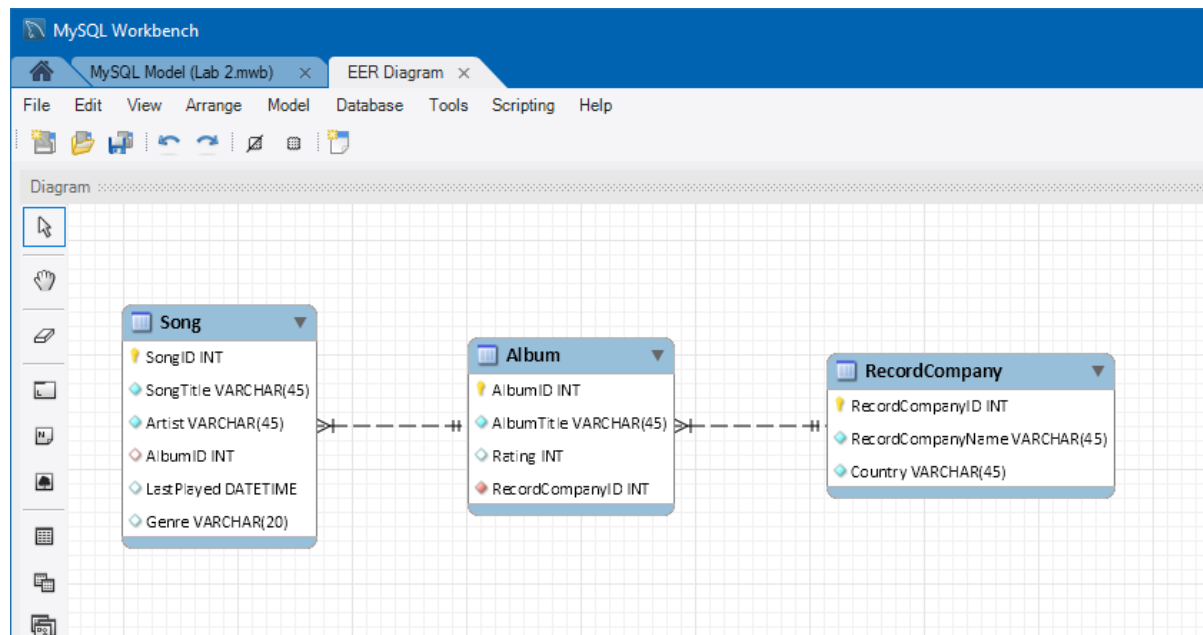 MySQL Workbench
MySQL Model (Lab 2.mwb) × EER Diagram ×
File Edit View Arrange Model Database Tools Scripting Help
Diagram
Song
SongID INT
SongTitle VARCHAR(45)
Artist VARCHAR(45)
AlbumID INT
LastPlayed DATETIME
Genre VARCHAR(20)
Album
AlbumID INT
AlbumTitle VARCHAR(45)
Rating INT
RecordCompanyID INT
RecordCompany
RecordCompanyID INT
RecordCompanyName VARCHAR(45)
Country VARCHAR(45)